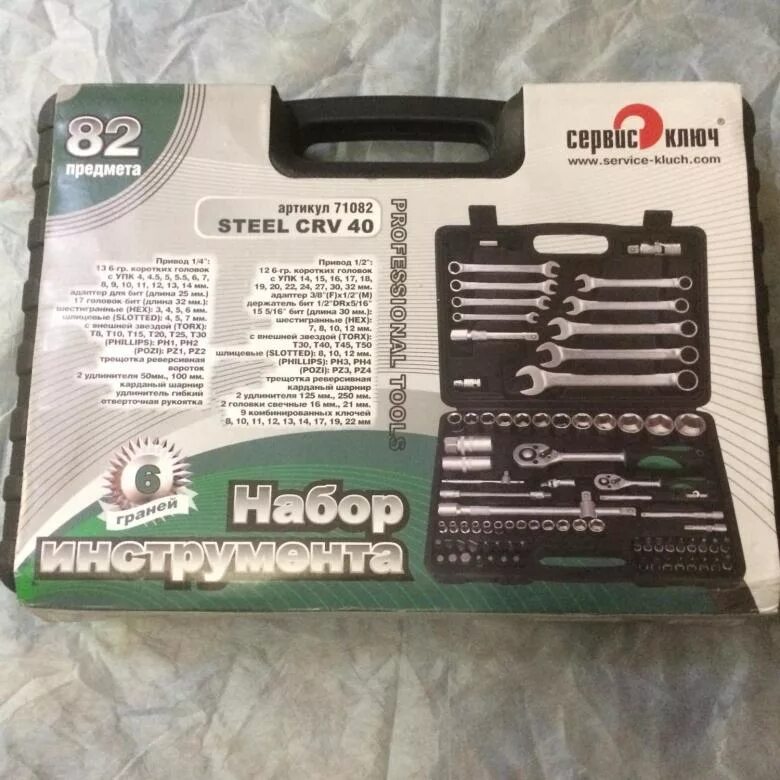 82
предмета
сервис ключ ®
www.service-kluch.com
артикул 71082
STEEL CRV 40
PROFESSIONAL TOOLS
Привод 1/4":
13 6-гр. коротких головок
с УПК 4, 4.5, 5, 5.5, 6, 7,
8, 9, 10, 11, 12, 13, 14 мм.
адаптер для бит (длина 25 мм.)
17 головок бит (длина 32 мм.):
шестигранные (HEX): 3, 4, 5, 6 мм.
шлицевые (SLOTTED): 4, 5, 7 мм.
с внешней звездой (TORX):
T8, T10, T15, T20, T25, T30
(PHILLIPS): PH1, PH2
(POZI): PZ1, PZ2
трещотка реверсивная
вороток
2 удлинителя 50мм., 100 мм.
карданый шарнир
удлинитель гибкий
отверточная рукоятка
Привод 1/2":
12 6-гр. коротких головок
с УПК 14, 15, 16, 17, 18,
19, 20, 22, 24, 27, 30, 32 мм.
адаптер 3/8"(F)x1/2"(M)
держатель бит 1/2"DRx5/16"
15 5/16" бит (длина 30 мм.):
шестигранные (HEX):
7, 8, 10, 12 мм.
с внешней звездой (TORX):
T30, T40, T45, T50
шлицевые (SLOTTED): 8, 10, 12 мм.
(PHILLIPS): PH3, PH4
(POZI): PZ3, PZ4
трещотка реверсивная
карданый шарнир
2 удлинителя 125 мм., 250 мм.
2 головки свечные 16 мм., 21 мм.
9 комбинированных ключей
8, 10, 11, 12, 13, 14, 17, 19, 22 мм
6
граней
Набор
инструмента